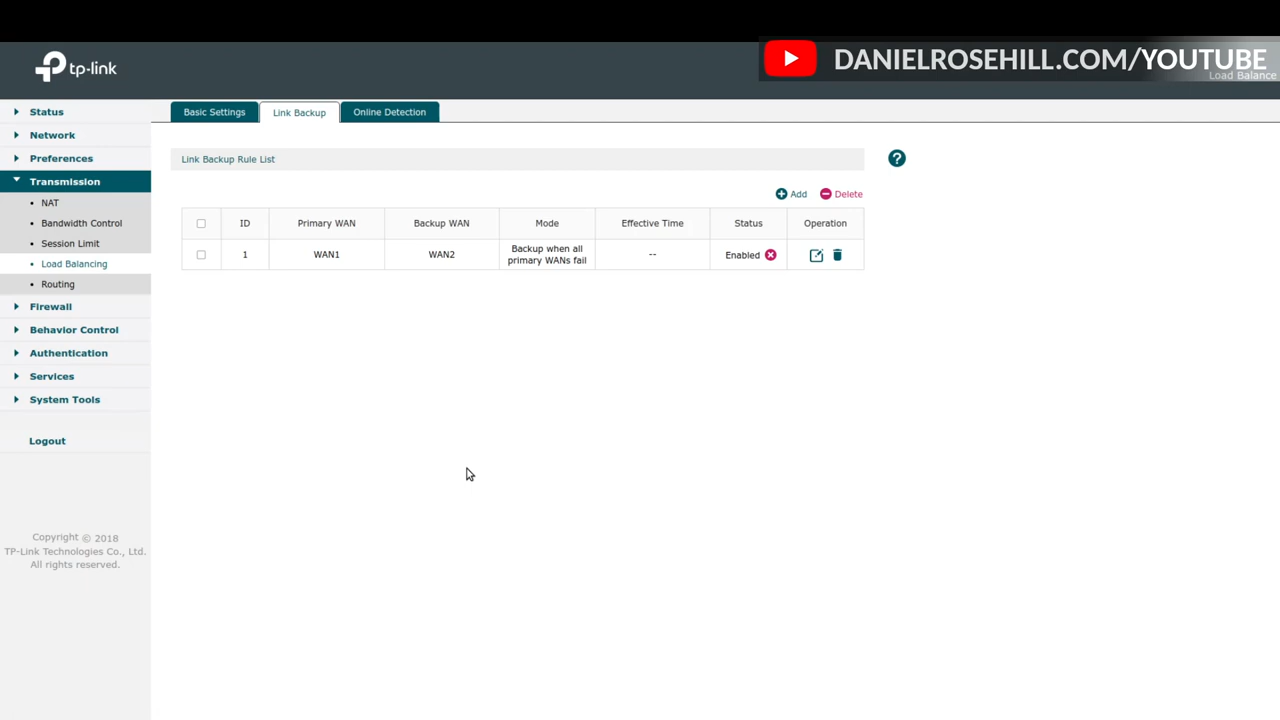 tp-link
DANIELROSEHILL.COM/YOUTUBE
Load Balance
Status
Network
Preferences
Transmission
NAT
Bandwidth Control
Session Limit
Load Balancing
Routing
Firewall
Behavior Control
Authentication
Services
System Tools
Logout
Copyright © 2018
TP-Link Technologies Co., Ltd.
All rights reserved.
Basic Settings Link Backup Online Detection
Link Backup Rule List
?
Add Delete
ID Primary WAN Backup WAN Mode Effective Time Status Operation
1 WAN1 WAN2 Backup when all primary WANs fail -- Enabled